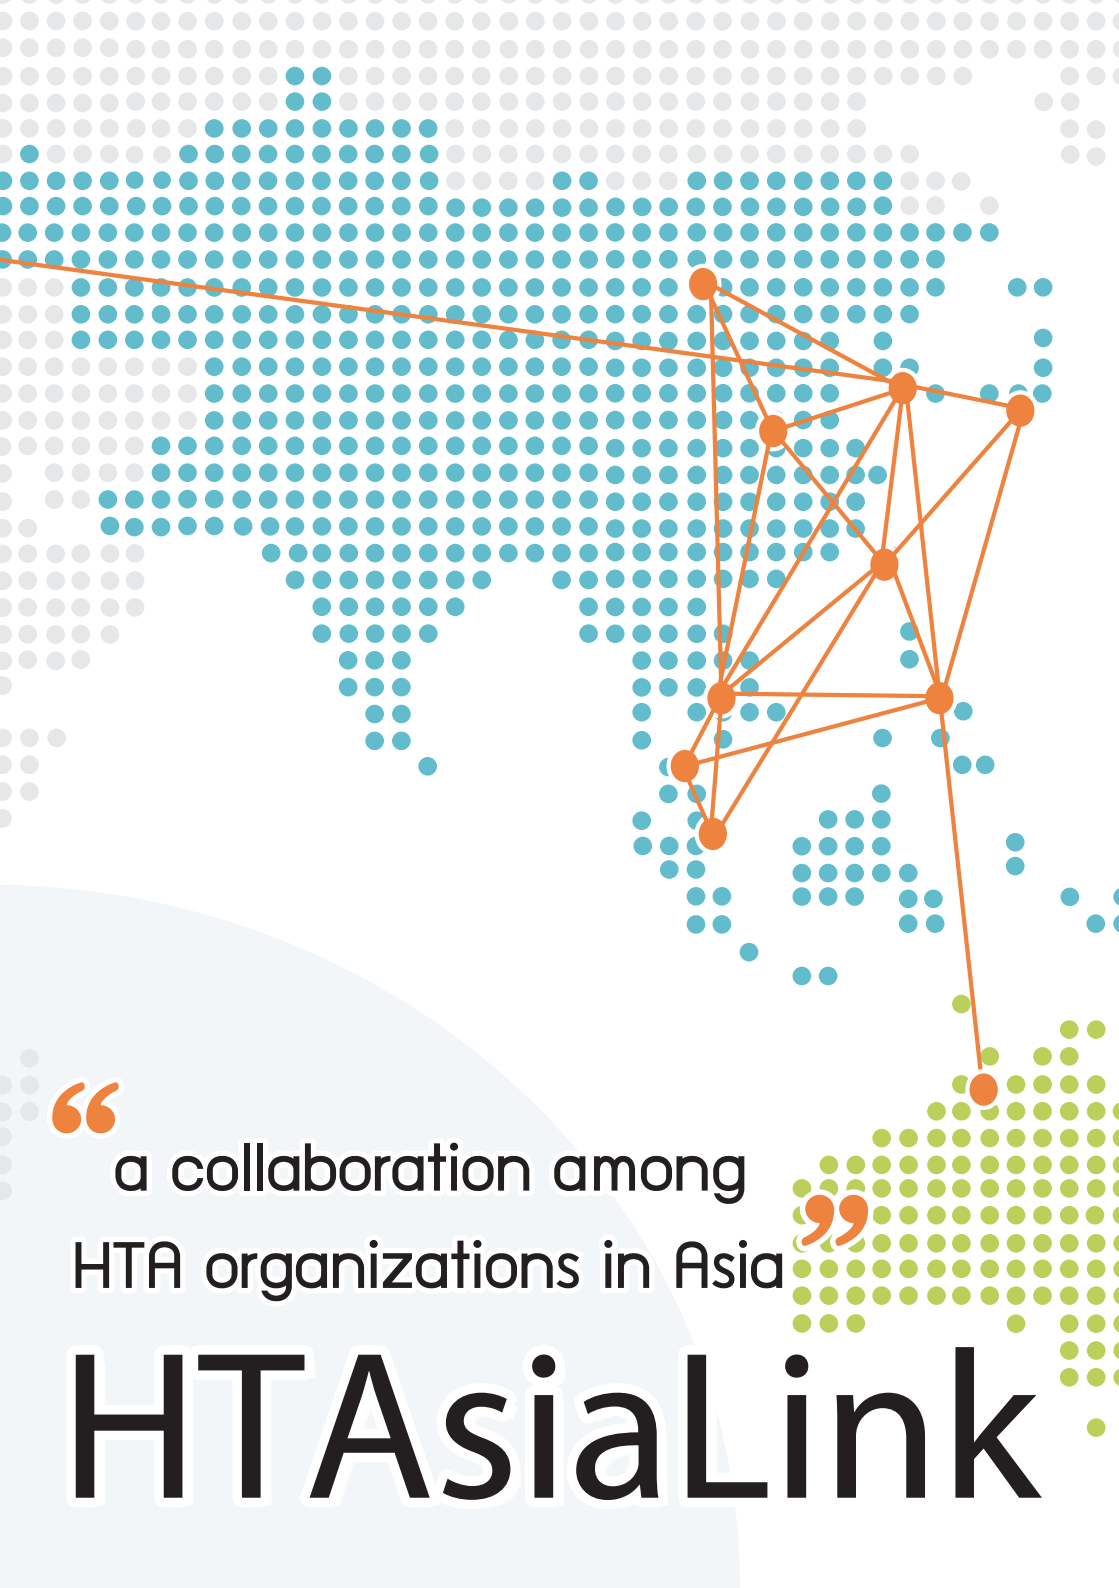 “
a collaboration among
HTA organizations in Asia ”
HTAsiaLink